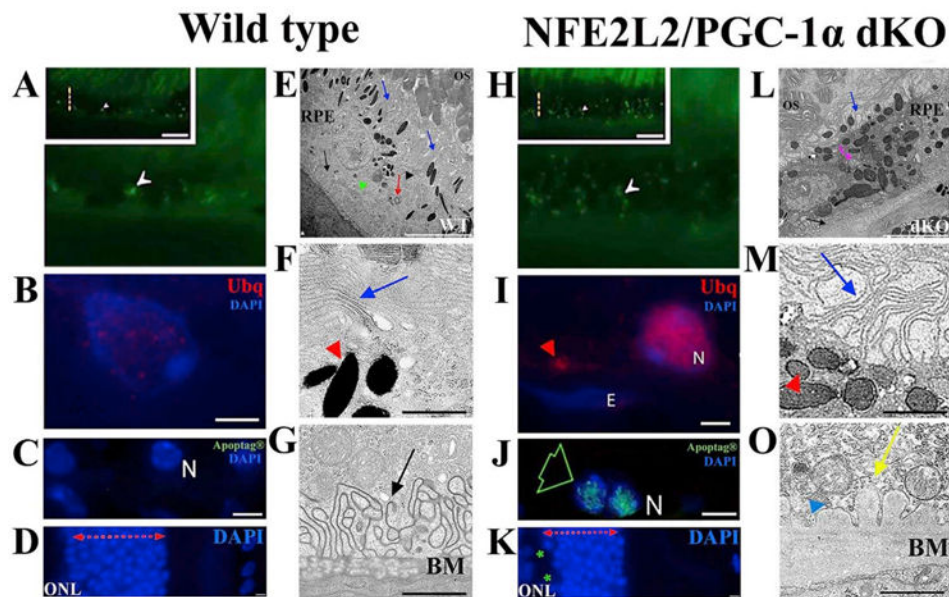 Wild type
NFE2L2/PGC-1α dKO
A
E
OS
RPE
WT
H
L
OS
RPE
dKO
B
Ubq
DAPI
F
I
Ubq
DAPI
N
E
M
C
Apoptag®
DAPI
N
G
BM
J
Apoptag®
DAPI
N
O
BM
D
DAPI
ONL
K
DAPI
ONL